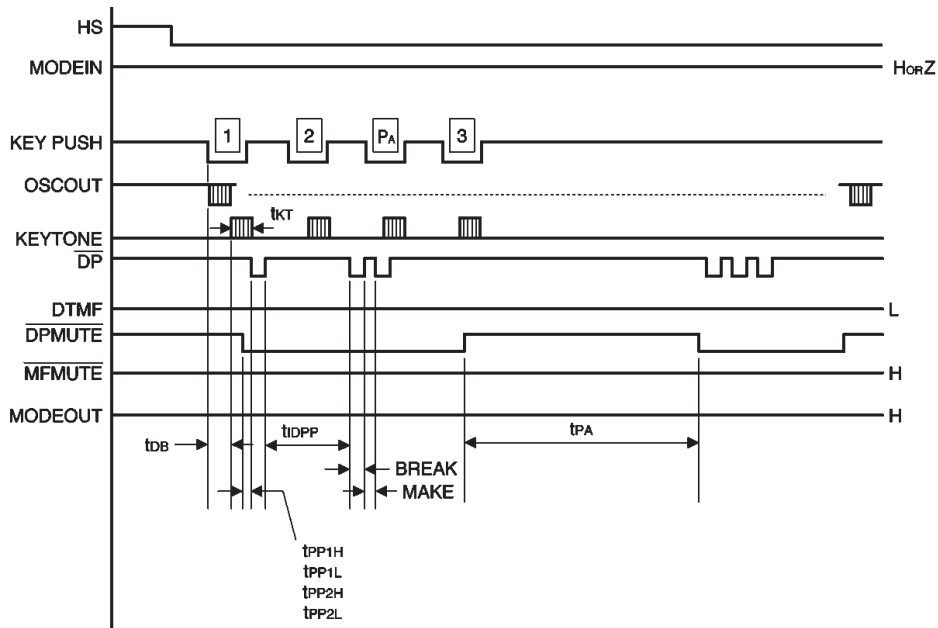 HS
MODEIN
HORZ
1
2
PA
3
KEY PUSH
OSCOUT
tKT
KEYTONE
DP
DTMF
L
DPMUTE
MFMUTE
H
MODEOUT
H
tDB
tIDPP
tPA
BREAK
MAKE
tPP1H
tPP1L
tPP2H
tPP2L